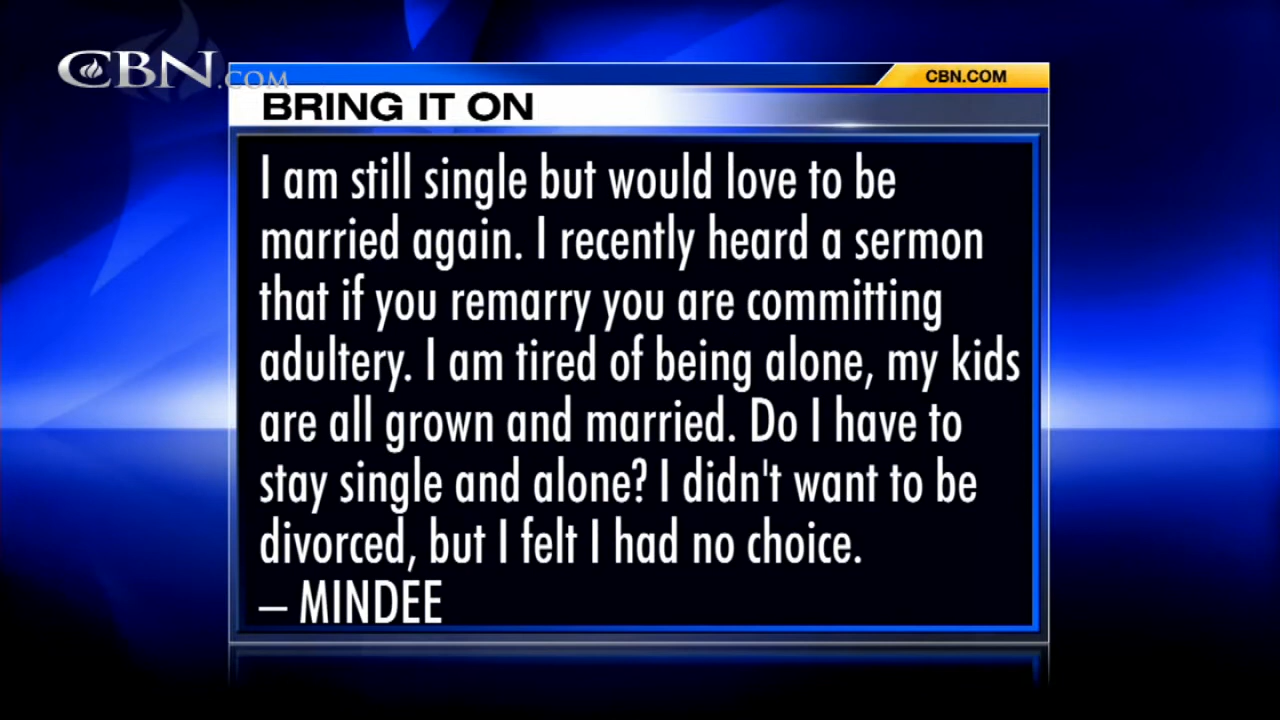 CBN.COM
CBN.COM
BRING IT ON
I am still single but would love to be
married again. I recently heard a sermon
that if you remarry you are committing
adultery. I am tired of being alone, my kids
are all grown and married. Do I have to
stay single and alone? I didn't want to be
divorced, but I felt I had no choice.
– MINDEE